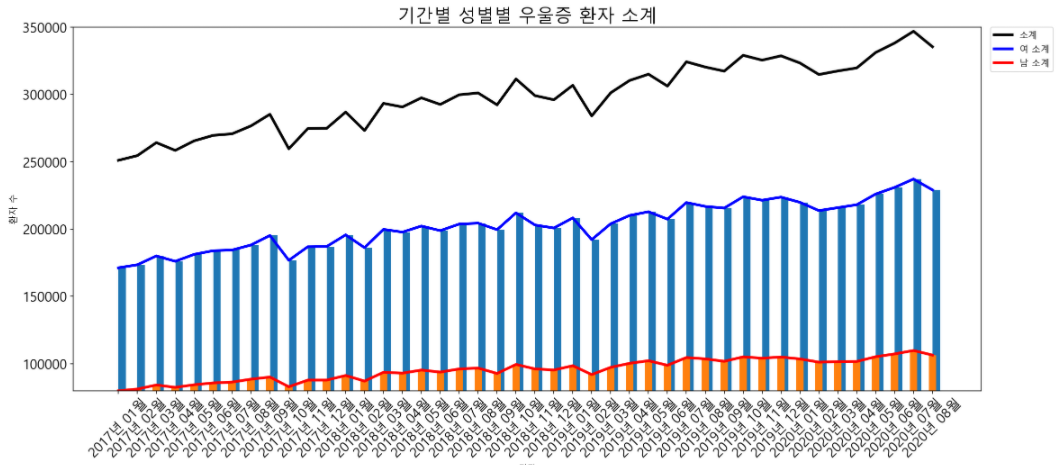 기간별 성별별 우울증 환자 소계
소계
여 소계
남 소계
환자 수
350000
300000
250000
200000
150000
100000
2017년 01월
2017년 02월
2017년 03월
2017년 04월
2017년 05월
2017년 06월
2017년 07월
2017년 08월
2017년 09월
2017년 10월
2017년 11월
2017년 12월
2018년 01월
2018년 02월
2018년 03월
2018년 04월
2018년 05월
2018년 06월
2018년 07월
2018년 08월
2018년 09월
2018년 10월
2018년 11월
2018년 12월
2019년 01월
2019년 02월
2019년 03월
2019년 04월
2019년 05월
2019년 06월
2019년 07월
2019년 08월
2019년 09월
2019년 10월
2019년 11월
2019년 12월
2020년 01월
2020년 02월
2020년 03월
2020년 04월
2020년 05월
2020년 06월
2020년 07월
2020년 08월